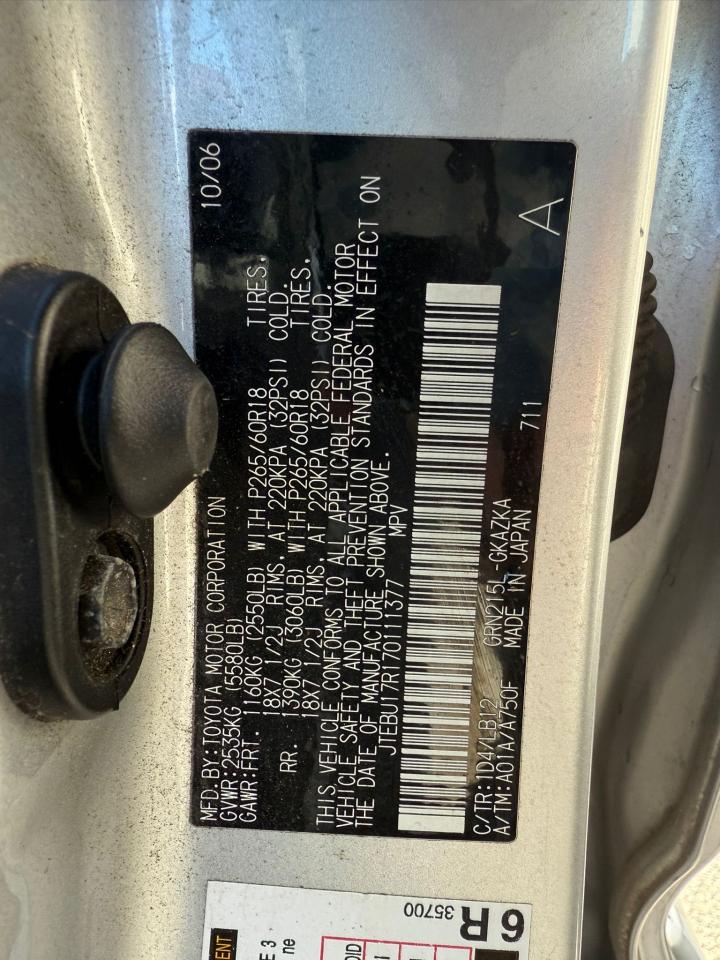 MFD.BY:TOYOTA MOTOR CORPORATION 10/06
GVWR:2535KG (5580LB)
GAWR:FRT. 1160KG (2550LB) WITH P265/60R18 TIRES.
18X7 1/2J RIMS. AT 220KPA (32PSI) COLD.
RR. 1390KG (3060LB) WITH P265/60R18 TIRES.
18X7 1/2J RIMS. AT 220KPA (32PSI) COLD.
THIS VEHICLE CONFORMS TO ALL APPLICABLE FEDERAL MOTOR
VEHICLE SAFETY AND THEFT PREVENTION STANDARDS IN EFFECT ON
THE DATE OF MANUFACTURE SHOWN ABOVE.
JTEBU17R170111377 MPV
C/TR:1D4/LB12 GRN215L-GKAZKA A
A/TM:A01A/A750F MADE IN JAPAN 711
6R
35700
E 3
ne
ENT